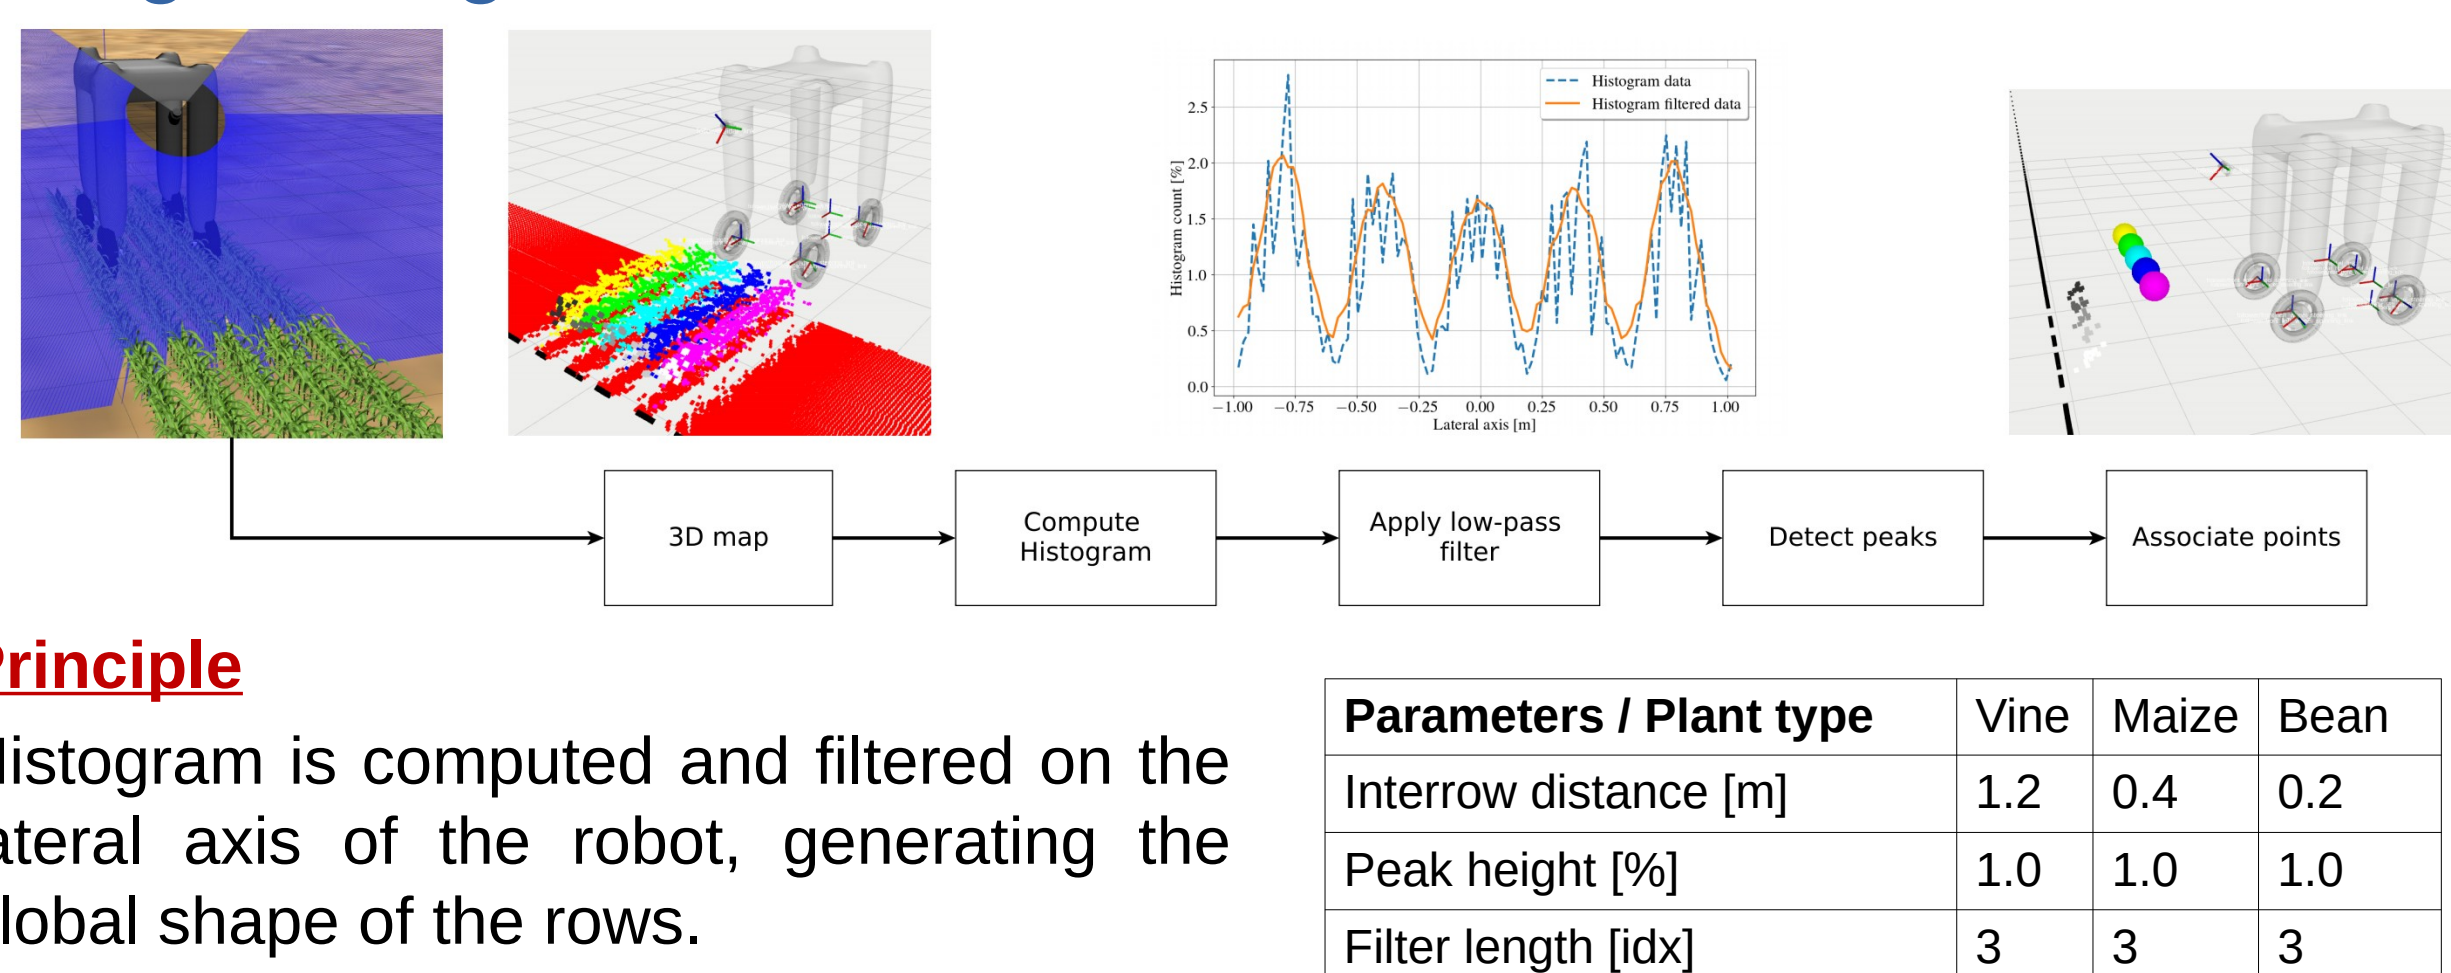 2.5
2.0
1.5
1.0
0.5
0.0
Histogram count [%]
Histogram data
Histogram filtered data
−1.00 −0.75 −0.50 −0.25 0.00 0.25 0.50 0.75 1.00
Lateral axis [m]
3D map
Compute
Histogram
Apply low-pass
filter
Detect peaks
Associate points
Principle
Histogram is computed and filtered on the
lateral axis of the robot, generating the
global shape of the rows.
Parameters / Plant type Vine Maize Bean
Interrow distance [m] 1.2 0.4 0.2
Peak height [%] 1.0 1.0 1.0
Filter length [idx] 3 3 3